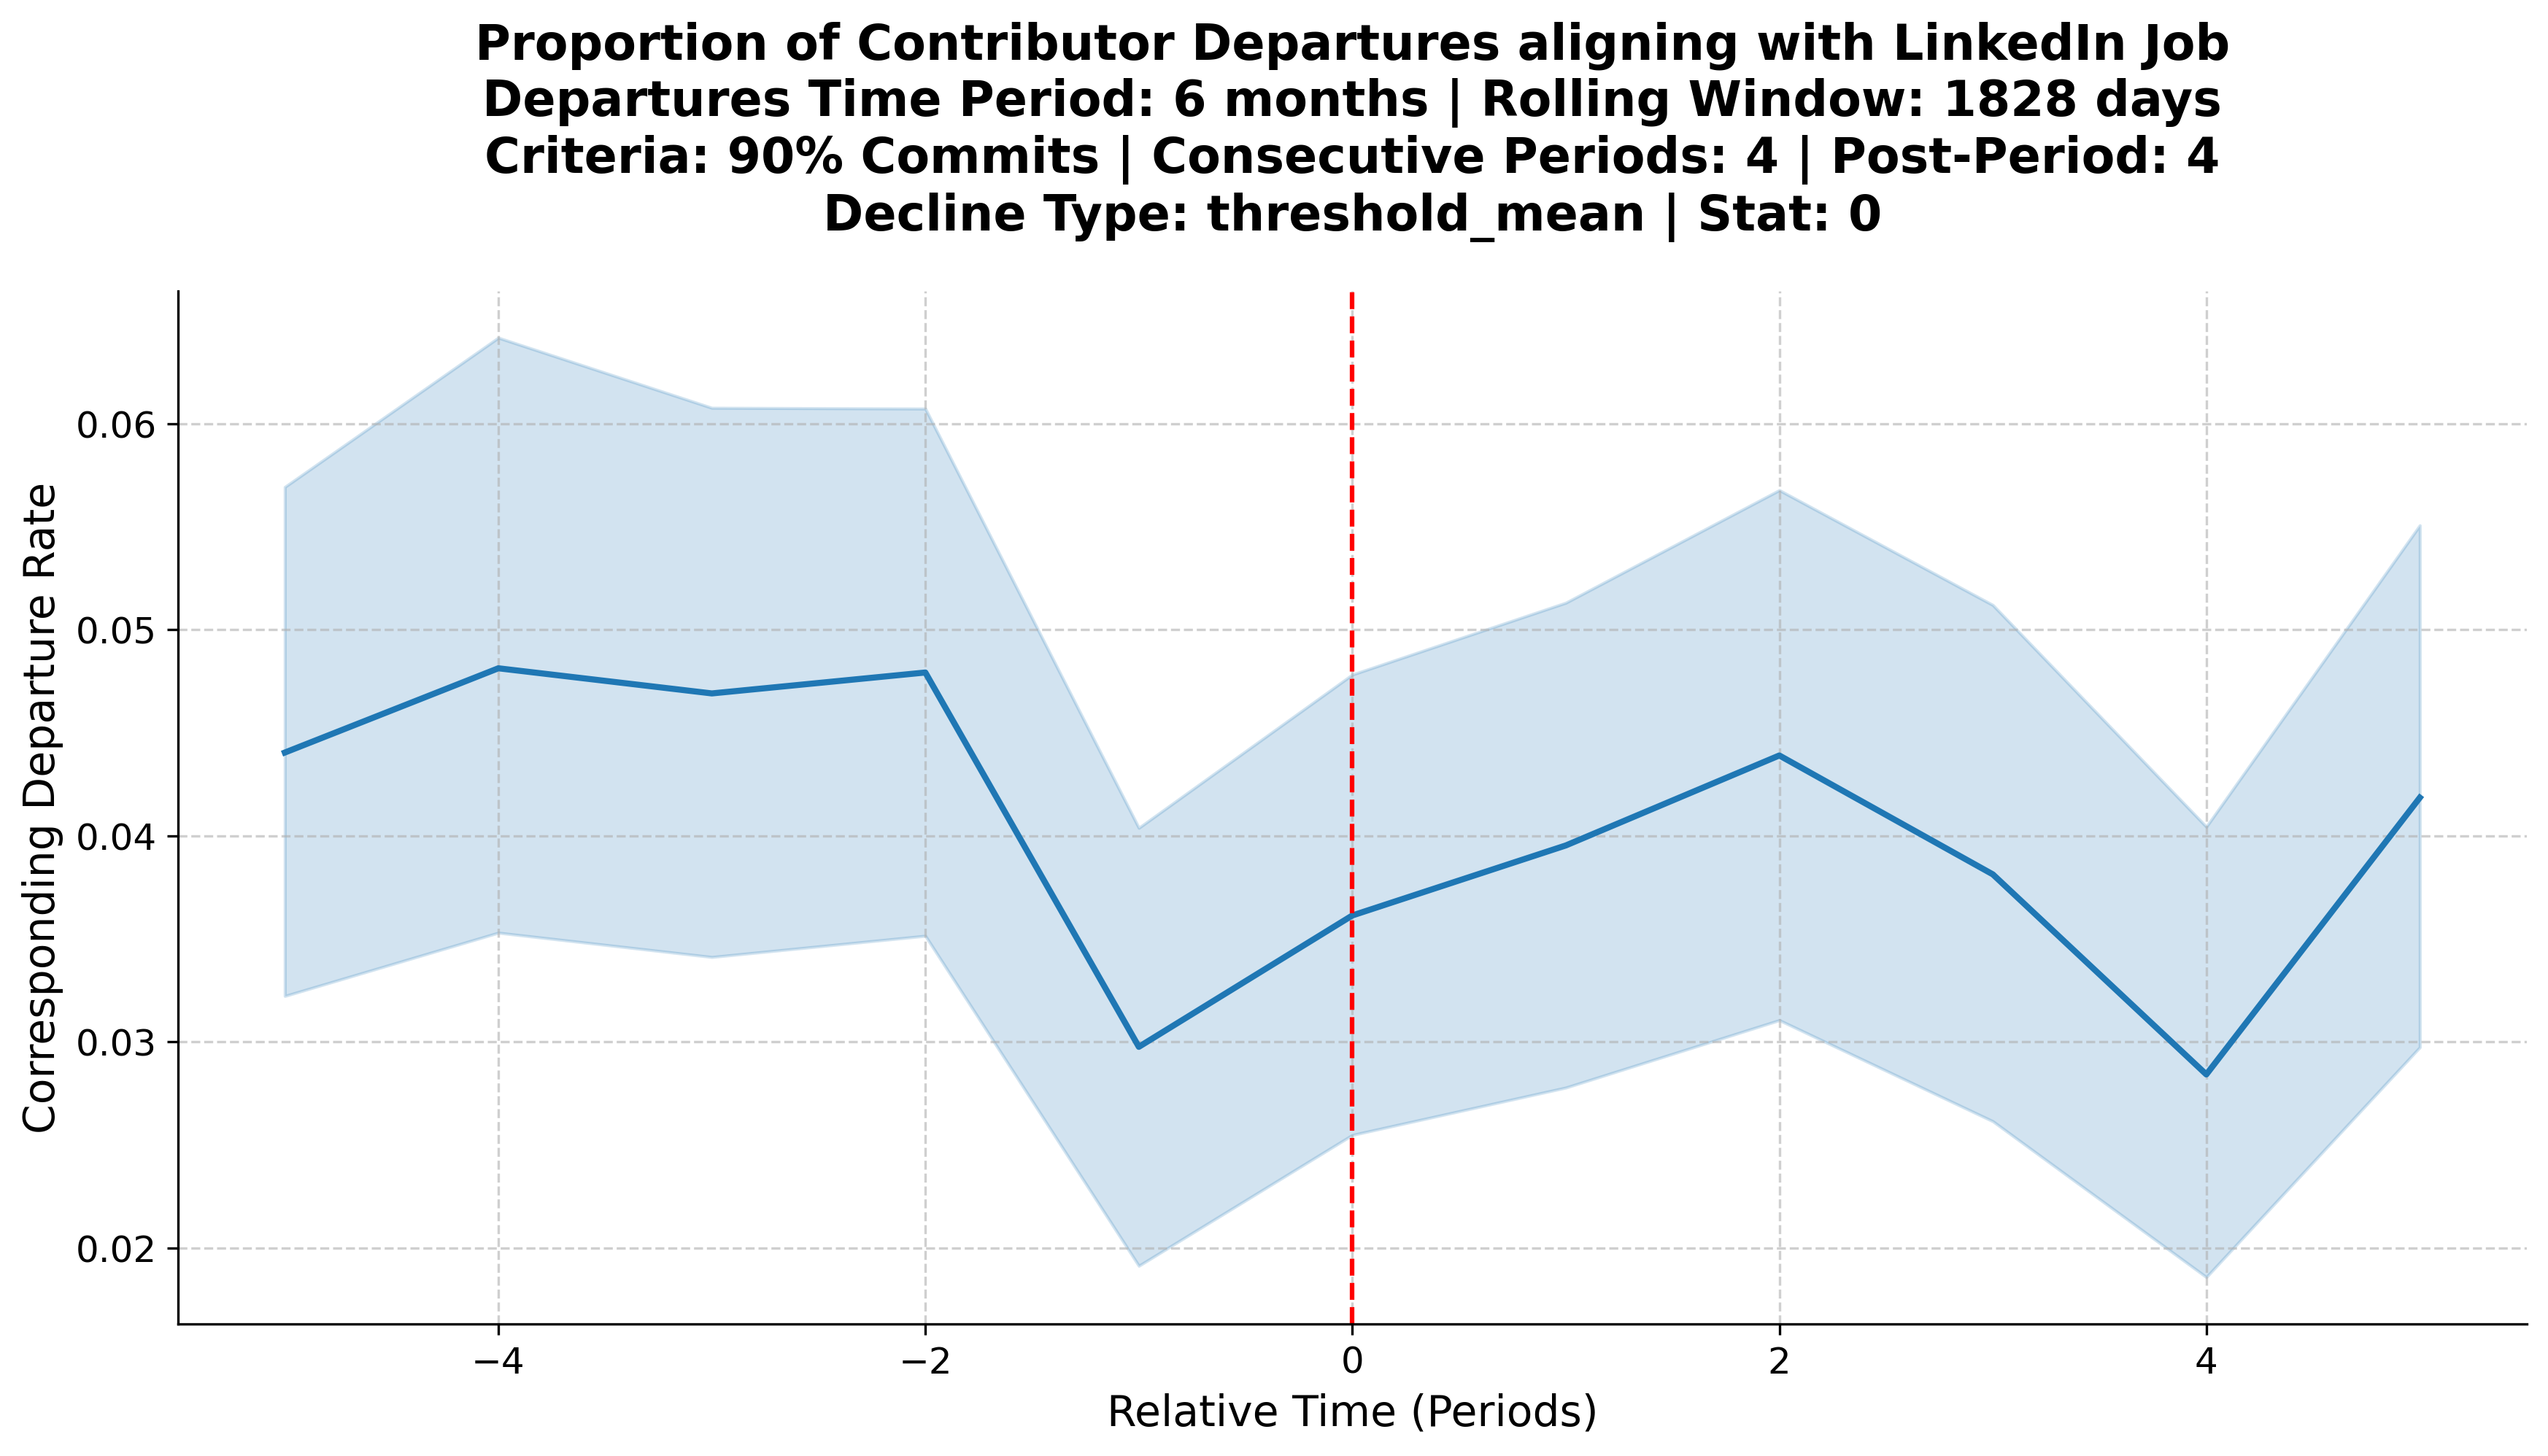 Proportion of Contributor Departures aligning with LinkedIn Job
Departures Time Period: 6 months | Rolling Window: 1828 days
Criteria: 90% Commits | Consecutive Periods: 4 | Post-Period: 4
Decline Type: threshold_mean | Stat: 0
Corresponding Departure Rate
0.06
0.05
0.04
0.03
0.02
−4
−2
0
2
4
Relative Time (Periods)